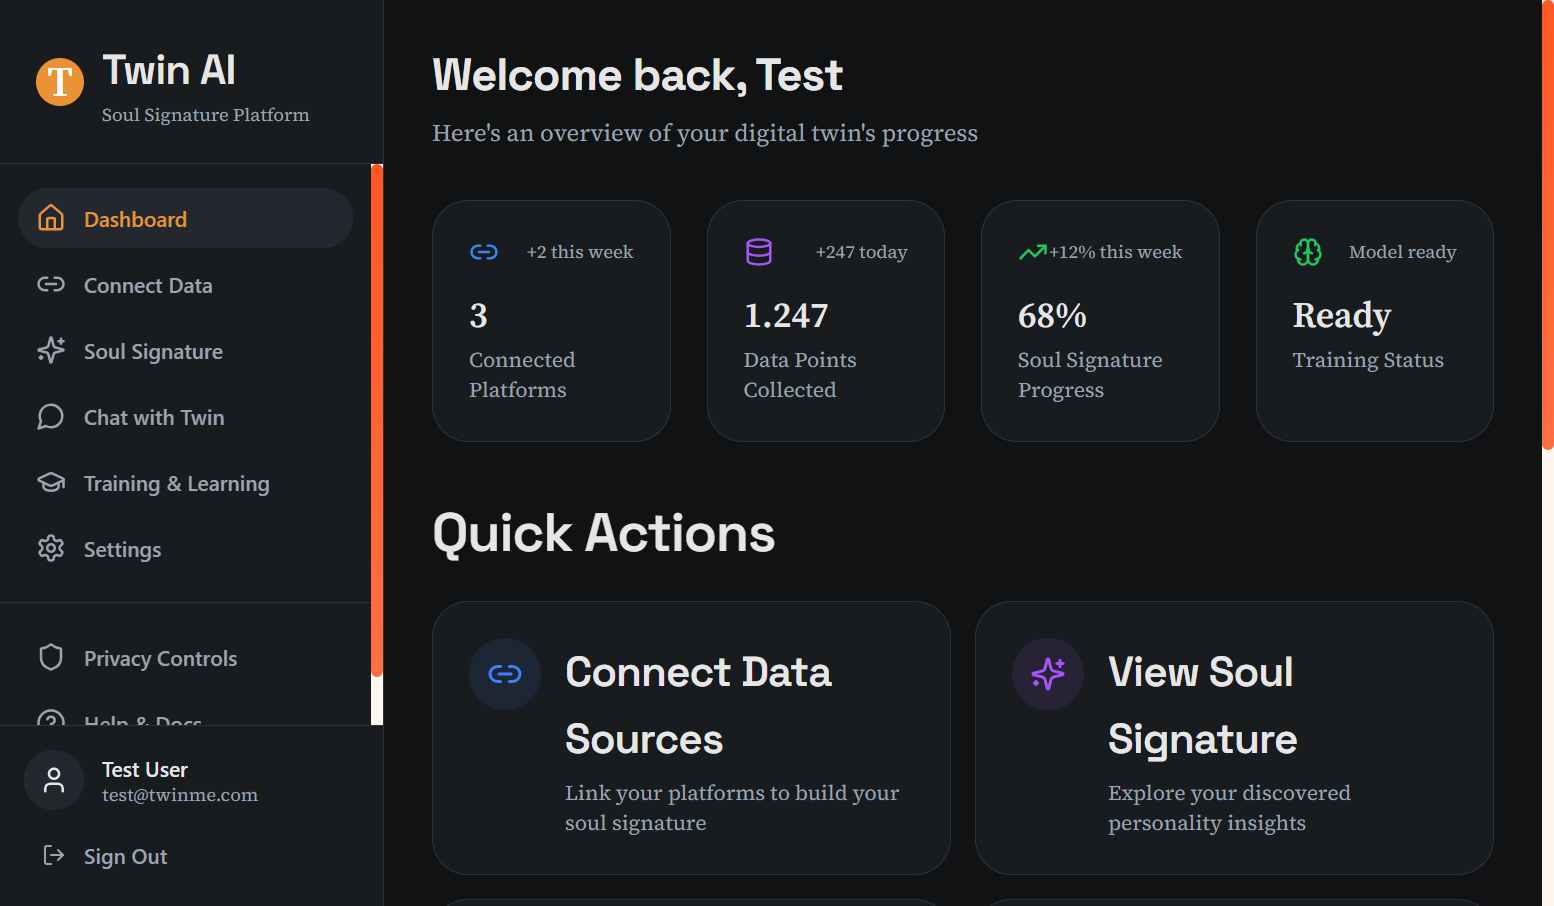 T
Twin AI
Soul Signature Platform
Dashboard
Connect Data
Soul Signature
Chat with Twin
Training & Learning
Settings
Privacy Controls
Help & Docs
Test User
test@twinme.com
Sign Out
Welcome back, Test
Here's an overview of your digital twin's progress
+2 this week
3
Connected
Platforms
+247 today
1.247
Data Points
Collected
+12% this week
68%
Soul Signature
Progress
Model ready
Ready
Training Status
Quick Actions
Connect Data
Sources
Link your platforms to build your
soul signature
View Soul
Signature
Explore your discovered
personality insights